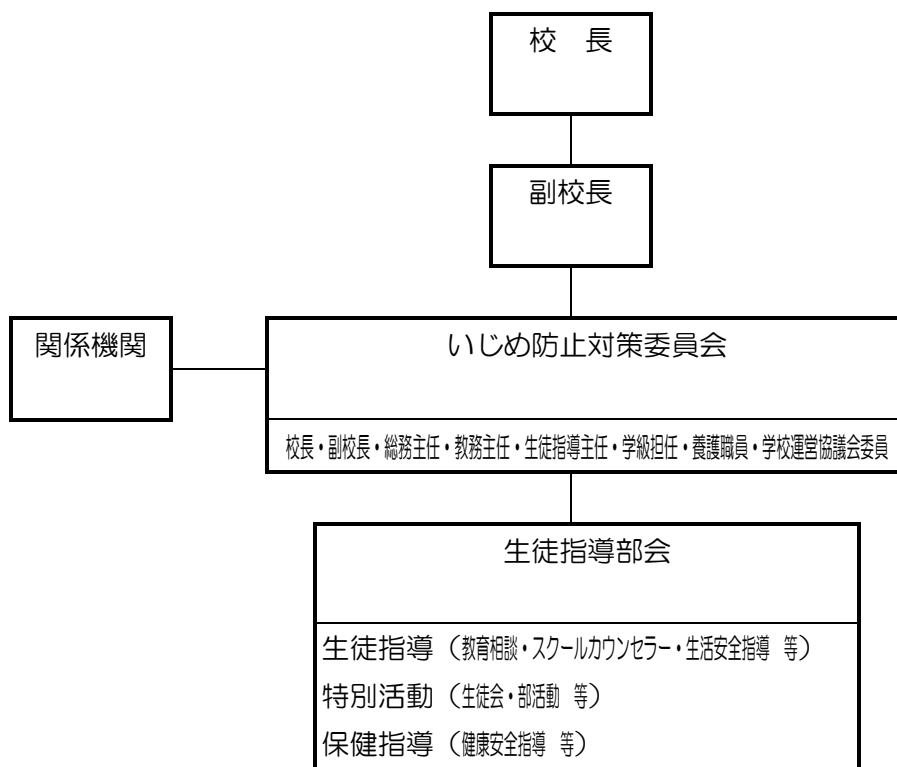 校　長
副校長
関係機関
いじめ防止対策委員会
校長・副校長・総務主任・教務主任・生徒指導主任・学級担任・養護職員・学校運営協議会委員
生徒指導部会
生徒指導（教育相談・スクールカウンセラー・生活安全指導 等）
特別活動（生徒会・部活動 等）
保健指導（健康安全指導 等）